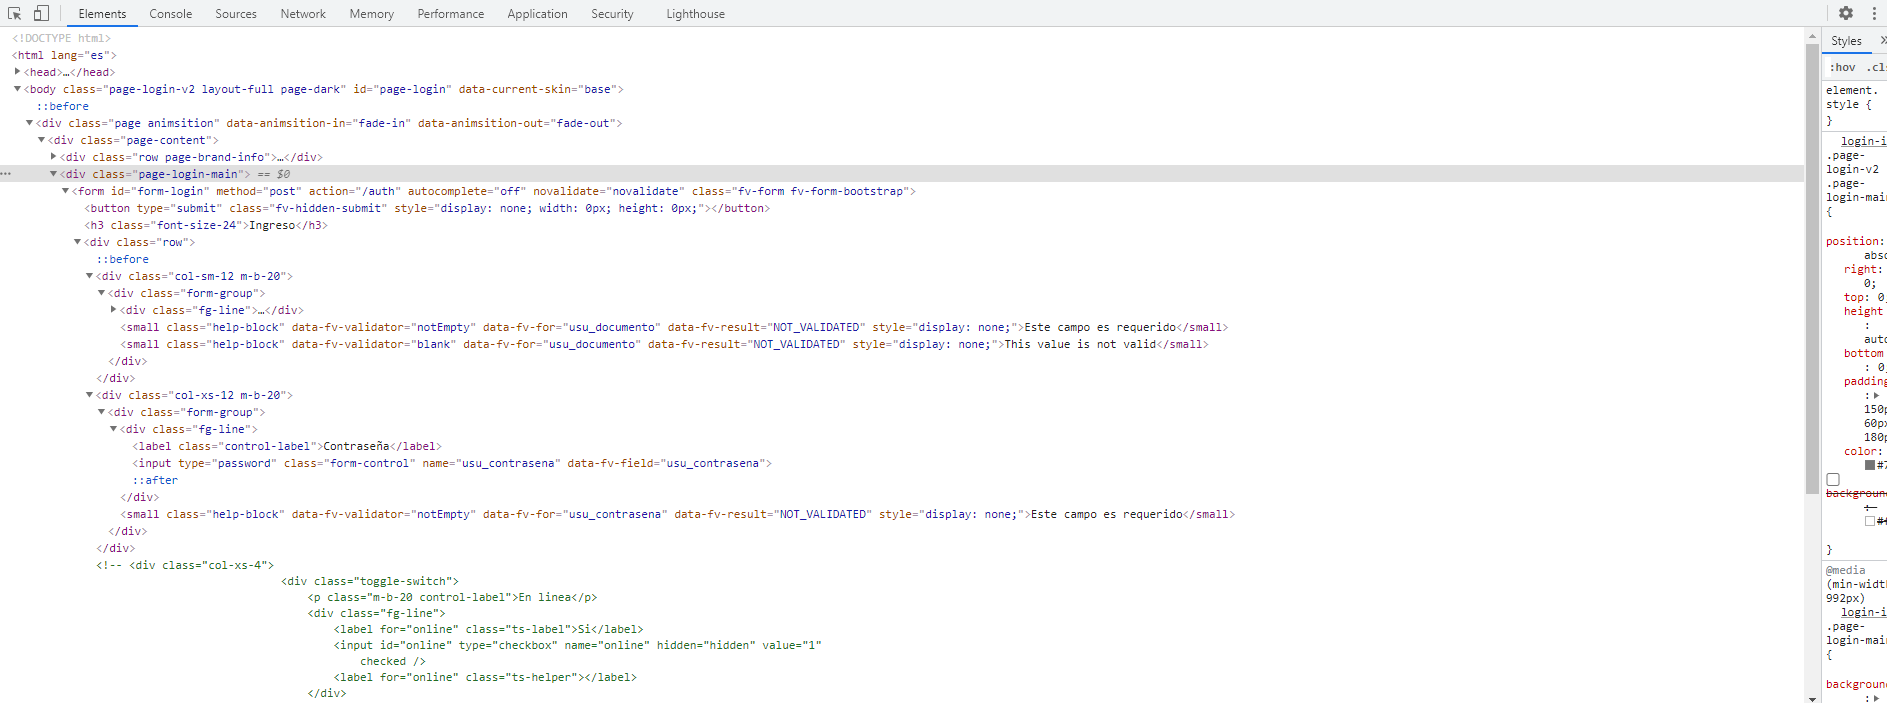 Elements Console Sources Network Memory Performance Application Security Lighthouse
<!DOCTYPE html>
<html lang="es">
<head>…</head>
<body class="page-login-v2 layout-full page-dark" id="page-login" data-current-skin="base">
::before
<div class="page animsition" data-animsition-in="fade-in" data-animsition-out="fade-out">
<div class="page-content">
<div class="row page-brand-info">…</div>
<div class="page-login-main"> == $0
<form id="form-login" method="post" action="/auth" autocomplete="off" novalidate="novalidate" class="fv-form fv-form-bootstrap">
<button type="submit" class="fv-hidden-submit" style="display: none; width: 0px; height: 0px;"></button>
<h3 class="font-size-24">Ingreso</h3>
<div class="row">
::before
<div class="col-sm-12 m-b-20">
<div class="form-group">
<div class="fg-line">…</div>
<small class="help-block" data-fv-validator="notEmpty" data-fv-for="usu_documento" data-fv-result="NOT_VALIDATED" style="display: none;">Este campo es requerido</small>
<small class="help-block" data-fv-validator="blank" data-fv-for="usu_documento" data-fv-result="NOT_VALIDATED" style="display: none;">This value is not valid</small>
</div>
</div>
<div class="col-xs-12 m-b-20">
<div class="form-group">
<div class="fg-line">
<label class="control-label">Contraseña</label>
<input type="password" class="form-control" name="usu_contrasena" data-fv-field="usu_contrasena">
::after
</div>
<small class="help-block" data-fv-validator="notEmpty" data-fv-for="usu_contrasena" data-fv-result="NOT_VALIDATED" style="display: none;">Este campo es requerido</small>
</div>
</div>
<!-- <div class="col-xs-4">
<div class="toggle-switch">
<p class="m-b-20 control-label">En linea</p>
<div class="fg-line">
<label for="online" class="ts-label">Si</label>
<input id="online" type="checkbox" name="online" hidden="hidden" value="1"
checked />
<label for="online" class="ts-helper"></label>
</div>
Styles »
:hov .cl
element.
style {
}
login-i
.page-
login-v2
.page-
login-mai
{
position:
abso
right:
0;
top: 0;
height
:
auto
bottom
: 0;
padding
:
150p
60px
180p
color:
#7
background
:
#f
}
@media
(min-width
992px)
login-i
.page-
login-mai
{
background
: